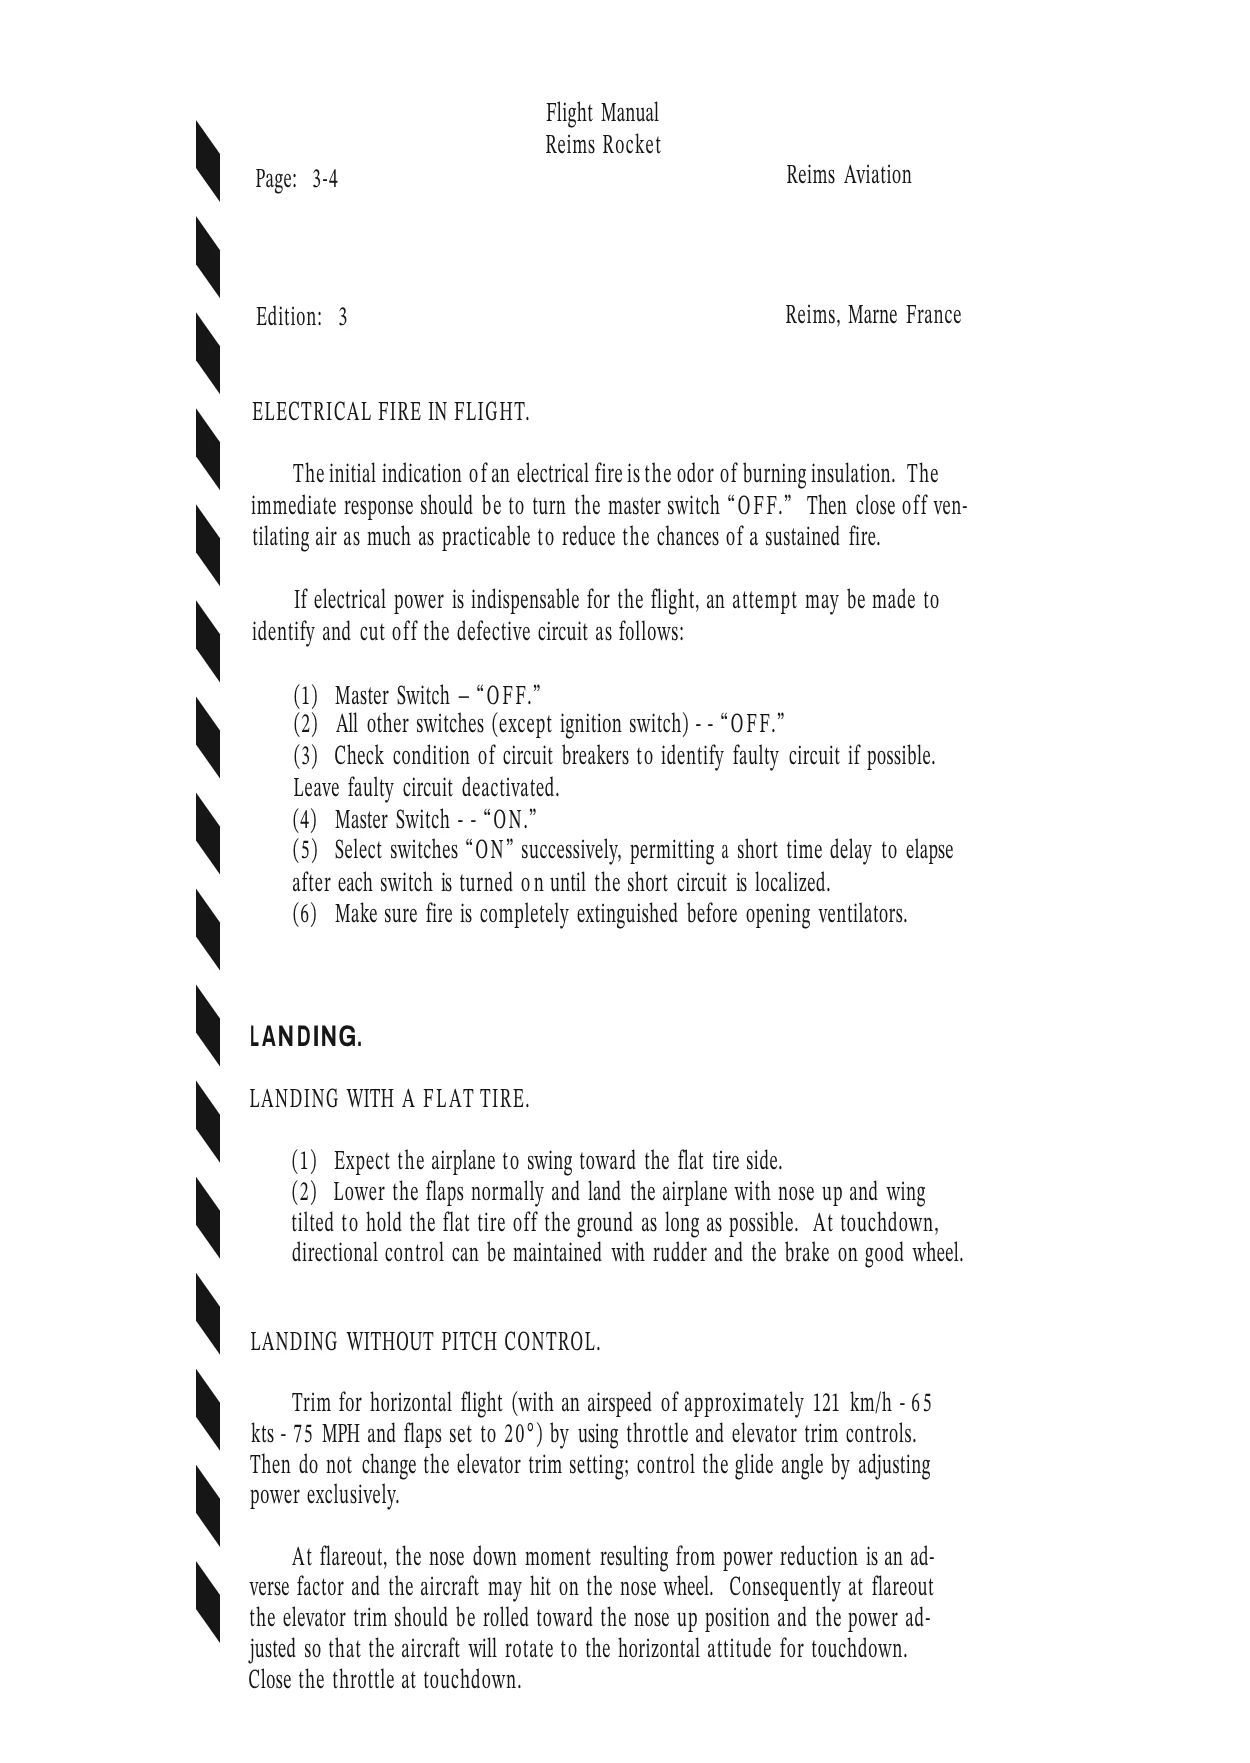 Flight Manual
Reims Rocket
Page: 3-4
Reims Aviation
Edition: 3
Reims, Marne France
ELECTRICAL FIRE IN FLIGHT.
The initial indication of an electrical fire is the odor of burning insulation. The
immediate response should be to turn the master switch “OFF.” Then close off ven-
tilating air as much as practicable to reduce the chances of a sustained fire.
If electrical power is indispensable for the flight, an attempt may be made to
identify and cut off the defective circuit as follows:
(1) Master Switch – “OFF.”
(2) All other switches (except ignition switch) - - “OFF.”
(3) Check condition of circuit breakers to identify faulty circuit if possible.
Leave faulty circuit deactivated.
(4) Master Switch - - “ON.”
(5) Select switches “ON” successively, permitting a short time delay to elapse
after each switch is turned on until the short circuit is localized.
(6) Make sure fire is completely extinguished before opening ventilators.
LANDING.
LANDING WITH A FLAT TIRE.
(1) Expect the airplane to swing toward the flat tire side.
(2) Lower the flaps normally and land the airplane with nose up and wing
tilted to hold the flat tire off the ground as long as possible. At touchdown,
directional control can be maintained with rudder and the brake on good wheel.
LANDING WITHOUT PITCH CONTROL.
Trim for horizontal flight (with an airspeed of approximately 121 km/h - 65
kts - 75 MPH and flaps set to 20°) by using throttle and elevator trim controls.
Then do not change the elevator trim setting; control the glide angle by adjusting
power exclusively.
At flareout, the nose down moment resulting from power reduction is an ad-
verse factor and the aircraft may hit on the nose wheel. Consequently at flareout
the elevator trim should be rolled toward the nose up position and the power ad-
justed so that the aircraft will rotate to the horizontal attitude for touchdown.
Close the throttle at touchdown.